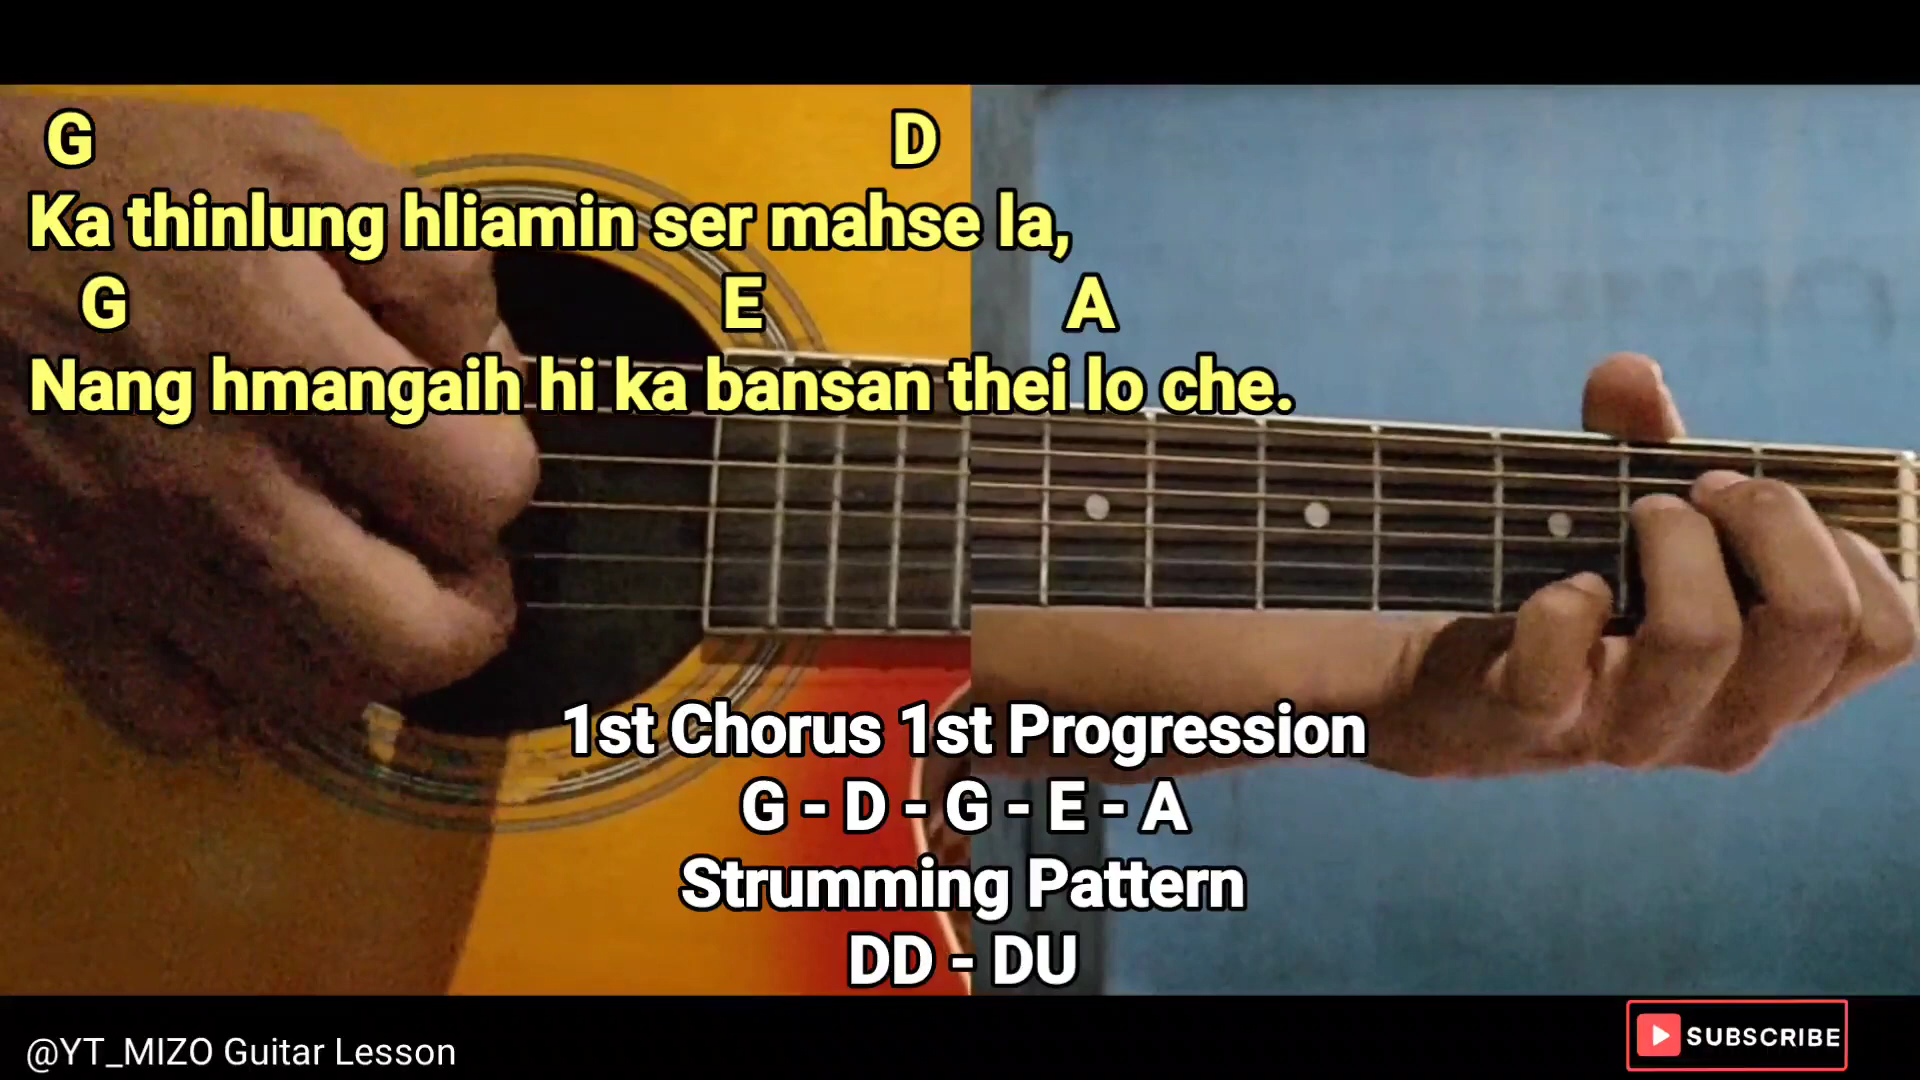 G D
Ka thinlung hliamin ser mahse la,
G E A
Nang hmangaih hi ka bansan thei lo che.
1st Chorus 1st Progression
G - D - G - E - A
Strumming Pattern
DD - DU
@YT_MIZO Guitar Lesson
SUBSCRIBE